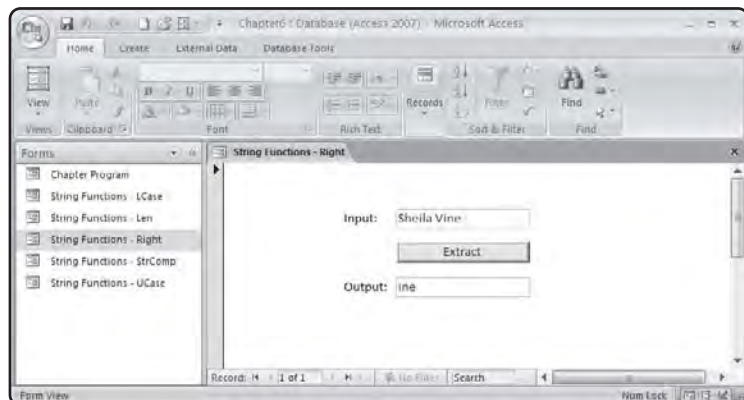 Chapter6 : Database (Access 2007) - Microsoft Access
Home Create External Data Database Tools
View Paste B I U Records Filter Find
Views Clipboard Font Rich Text Sort & Filter Find
Forms
String Functions - Right
Chapter Program
String Functions - LCase
String Functions - Len
String Functions - Right
String Functions - StrComp
String Functions - UCase
Input: Sheila Vine
Extract
Output: ine
Record: 1 of 1 No Filter Search
Form View Num Lock